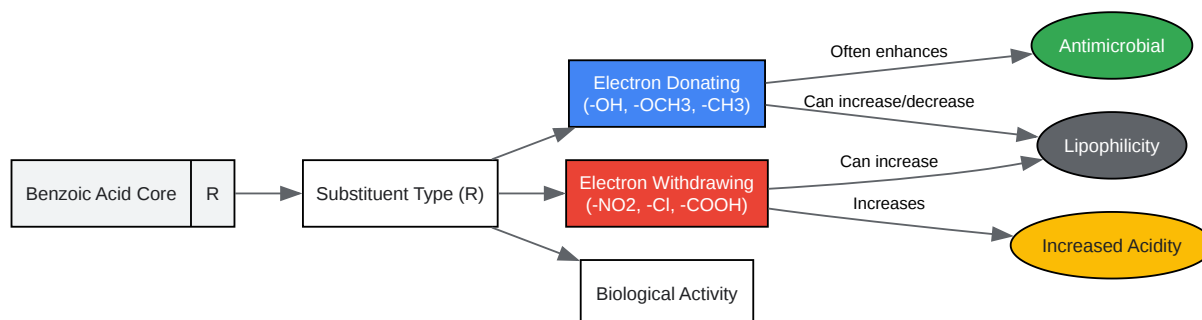 Benzoic Acid Core
R
Substituent Type (R)
Electron Donating
(-OH, -OCH3, -CH3)
Electron Withdrawing
(-NO2, -Cl, -COOH)
Biological Activity
Often enhances
Can increase/decrease
Can increase
Increases
Antimicrobial
Lipophilicity
Increased Acidity